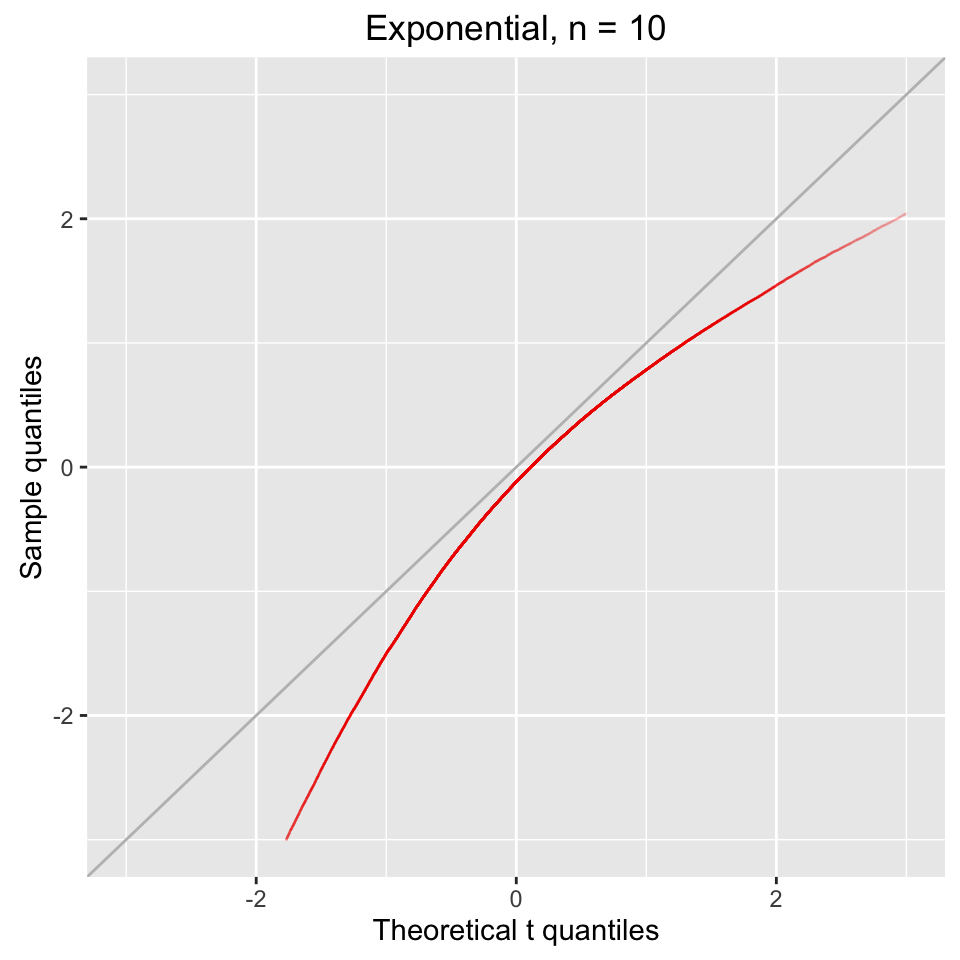 Exponential, n = 10
Sample quantiles
2
0
-2
-2
0
2
Theoretical t quantiles